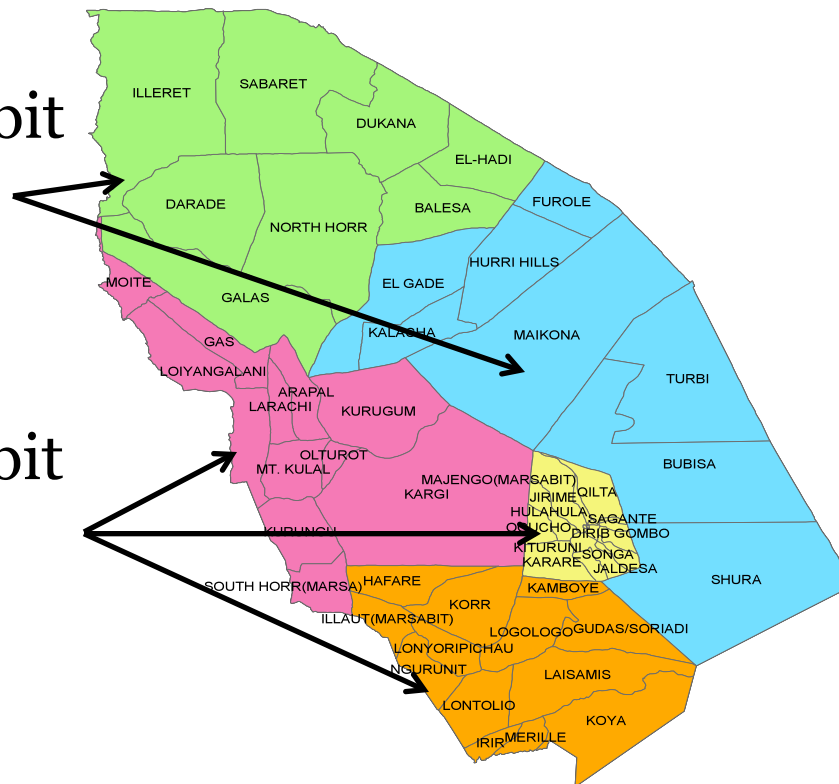 bit
bit
ILLERET
SABARET
DUKANA
EL-HADI
DARADE
NORTH HORR
BALESA
FUROLE
HURRI HILLS
EL GADE
MOITE
GALAS
KALACHA
MAIKONA
GAS
LOIYANGALANI
TURBI
ARAPAL
LARACHI
KURUGUM
OLTUROT
MT. KULAL
BUBISA
MAJENGO(MARSABIT)
KARGI
JIRIME
QILTA
HULAHULA
SAGANTE
DIRIB GOMBO
KURUNGU
KITURUNI
SONGA
KARARE
JALDESA
SHURA
SOUTH HORR(MARSA)
HAFARE
KAMBOYE
KORR
ILLAUT(MARSABIT)
LOGOLOGO
GUDAS/SORIADI
LONYORIPICHAU
NGURUNIT
LAISAMIS
LONTOLIO
KOYA
IRIR
MERILLE